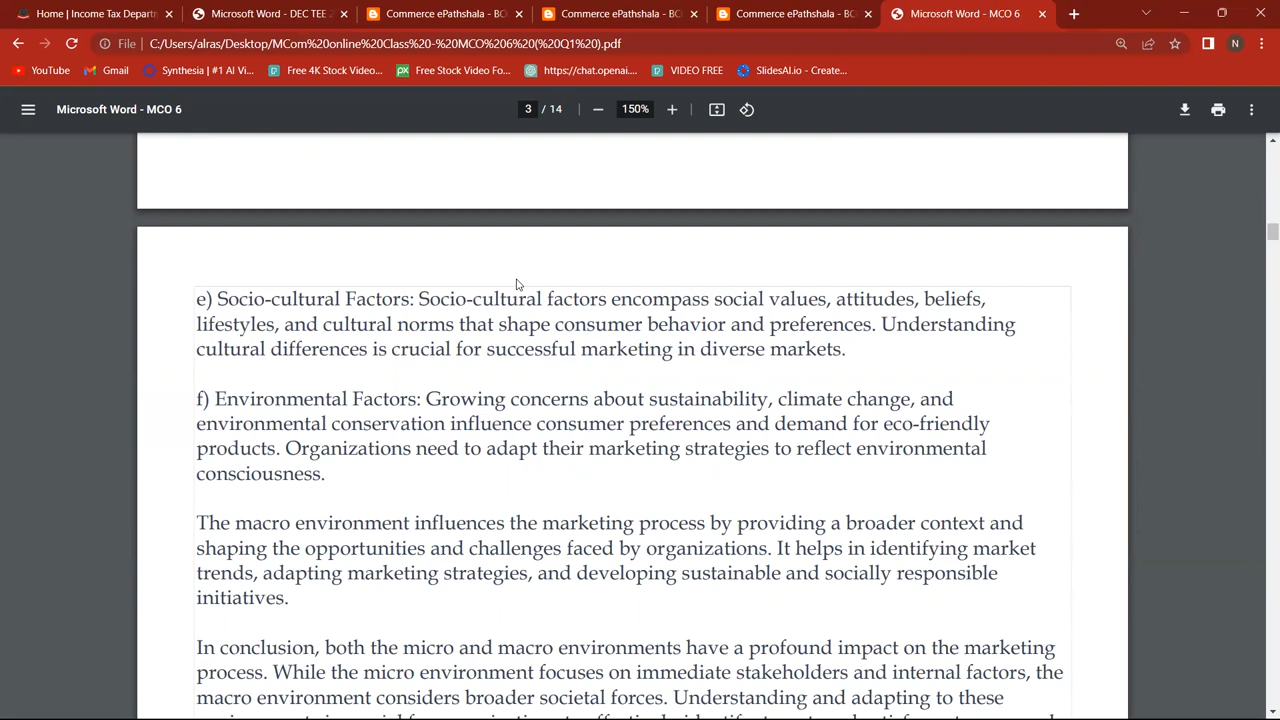 Home | Income Tax Depart
Microsoft Word - DEC TEE 2
Commerce ePathshala - BC
Commerce ePathshala - BC
Commerce ePathshala - BC
Microsoft Word - MCO 6
File
C:/Users/alras/Desktop/MCom%20online%20Class%20-%20MCO%206%20(%20Q1%20).pdf
N
YouTube
Gmail
Synthesia | #1 AI Vi...
Free 4K Stock Video...
Free Stock Video Fo...
https://chat.openai....
VIDEO FREE
SlidesAI.io - Create...
Microsoft Word - MCO 6
3 / 14
150%
e) Socio-cultural Factors: Socio-cultural factors encompass social values, attitudes, beliefs,
lifestyles, and cultural norms that shape consumer behavior and preferences. Understanding
cultural differences is crucial for successful marketing in diverse markets.
f) Environmental Factors: Growing concerns about sustainability, climate change, and
environmental conservation influence consumer preferences and demand for eco-friendly
products. Organizations need to adapt their marketing strategies to reflect environmental
consciousness.
The macro environment influences the marketing process by providing a broader context and
shaping the opportunities and challenges faced by organizations. It helps in identifying market
trends, adapting marketing strategies, and developing sustainable and socially responsible
initiatives.
In conclusion, both the micro and macro environments have a profound impact on the marketing
process. While the micro environment focuses on immediate stakeholders and internal factors, the
macro environment considers broader societal forces. Understanding and adapting to these